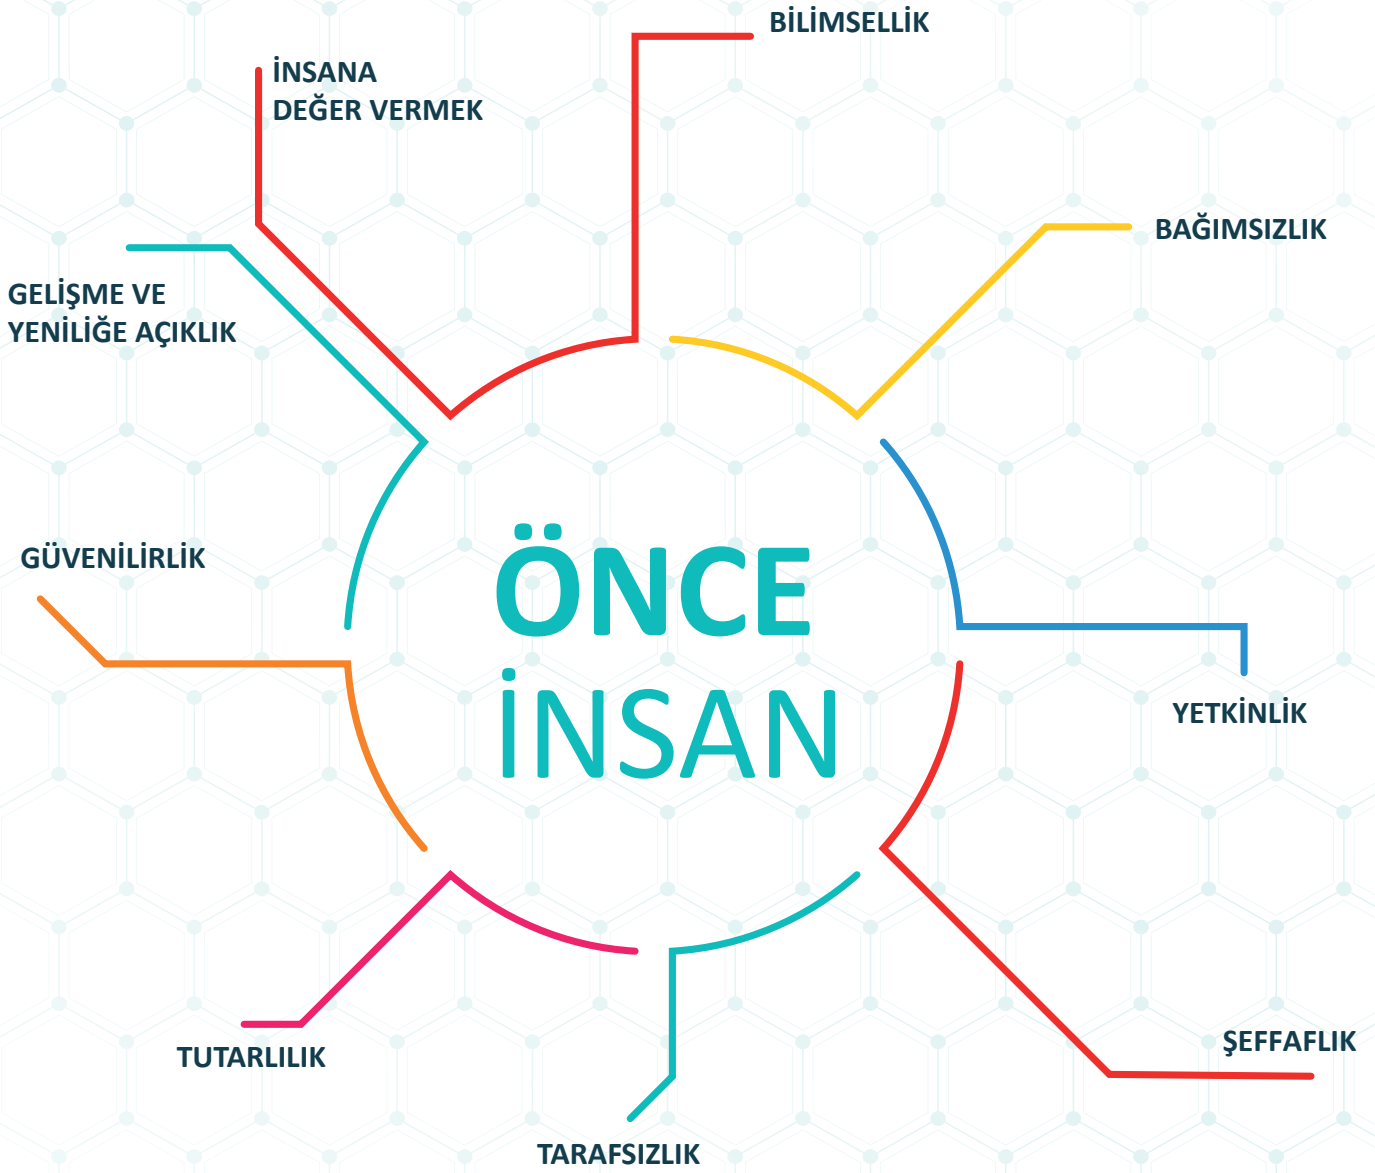 BİLİMSELLİK
İNSANA
DEĞER VERMEK
BAĞIMSIZLIK
GELİŞME VE
YENİLİĞE AÇIKLIK
GÜVENİLİRLİK
ÖNCE
İNSAN
YETKİNLİK
ŞEFFAFLIK
TUTARLILIK
TARAFSIZLIK